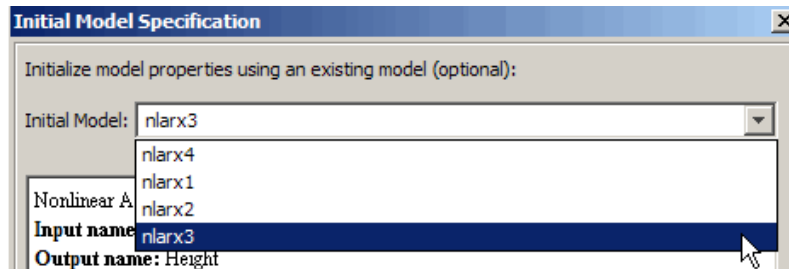 Initial Model Specification
Initialize model properties using an existing model (optional):
Initial Model: nlarx3
nlarx4
nlarx1
Nonlinear A
nlarx2
Input name
nlarx3
Output name: Height